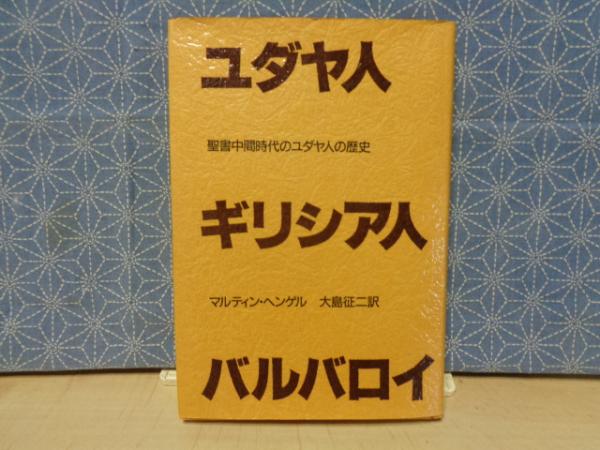 ユダヤ人
聖書中間時代のユダヤ人の歴史
ギリシア人
マルティン・ヘンゲル 大島征二訳
バルバロイ